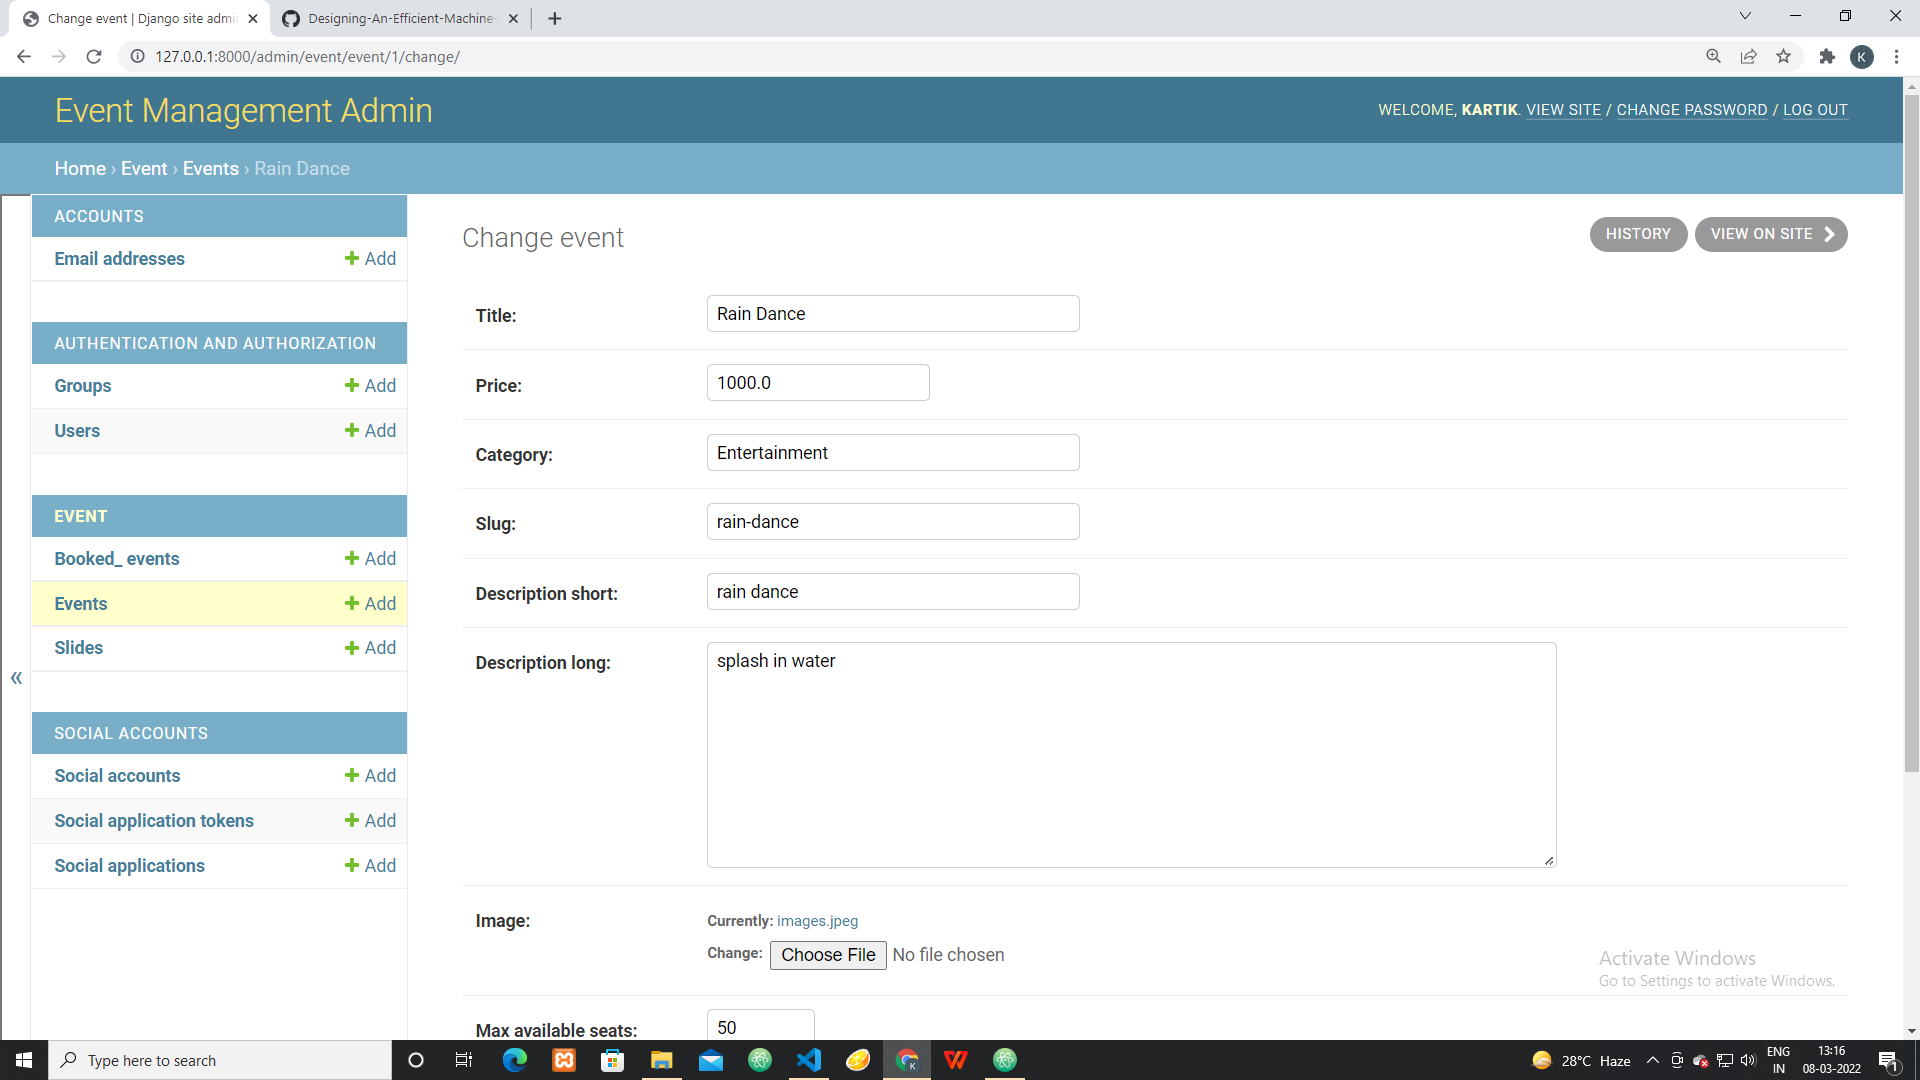 Change event | Django site admi
Designing-An-Efficient-Machine-
127.0.0.1:8000/admin/event/event/1/change/
K
Event Management Admin
WELCOME, KARTIK. VIEW SITE / CHANGE PASSWORD / LOG OUT
Home › Event › Events › Rain Dance
ACCOUNTS
Email addresses
Add
AUTHENTICATION AND AUTHORIZATION
Groups
Add
Users
Add
EVENT
Booked_ events
Add
Events
Add
Slides
Add
«
SOCIAL ACCOUNTS
Social accounts
Add
Social application tokens
Add
Social applications
Add
Change event
HISTORY
VIEW ON SITE
Title:
Rain Dance
Price:
1000.0
Category:
Entertainment
Slug:
rain-dance
Description short:
rain dance
Description long:
splash in water
Image:
Currently: images.jpeg
Change: Choose File No file chosen
Max available seats:
50
Activate Windows
Go to Settings to activate Windows.
Type here to search
28°C Haze
ENG
IN
13:16
08-03-2022
1